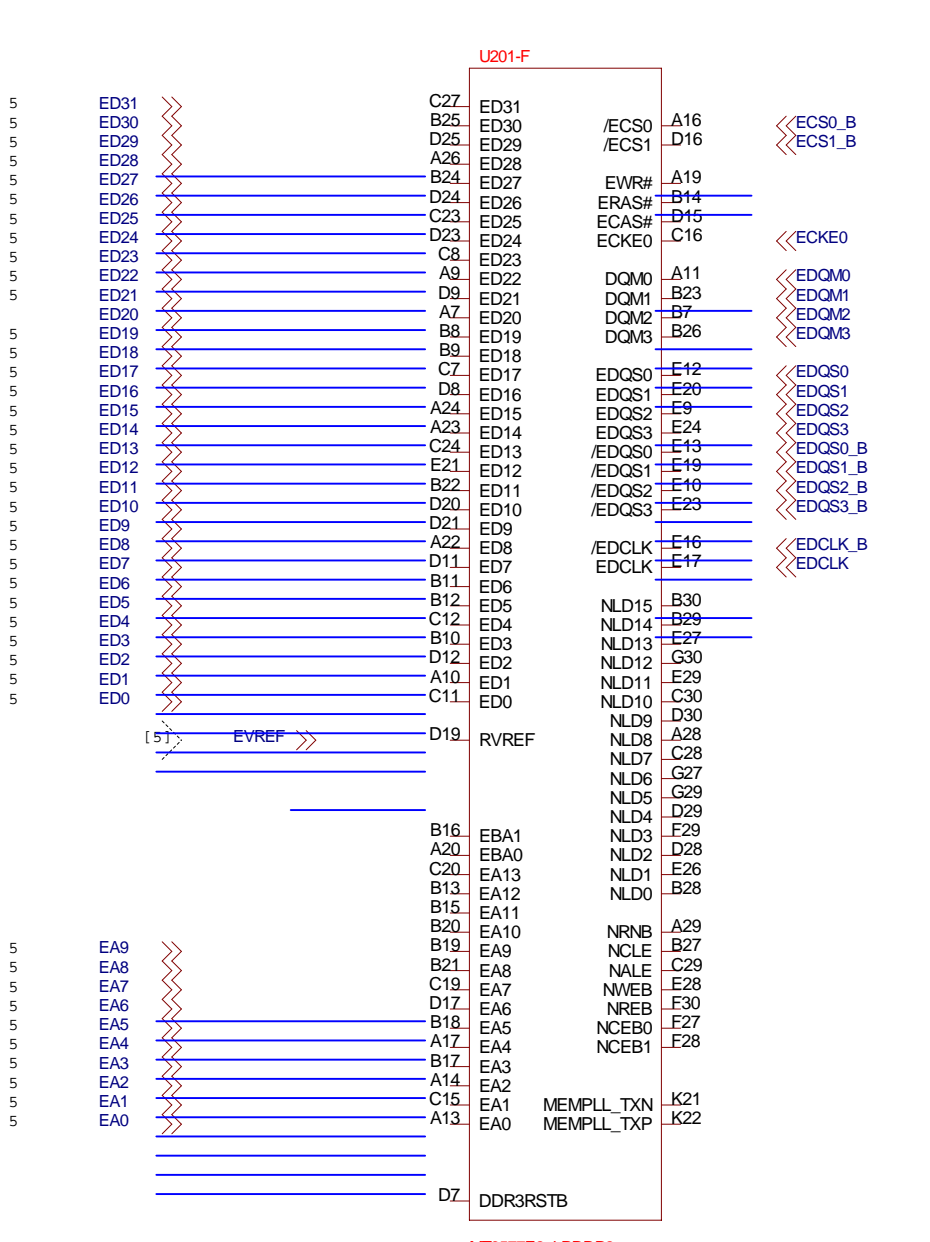 U201-F
5 ED31 C27 ED31
5 ED30 B25 ED30 /ECS0 A16 ECS0_B
5 ED29 D25 ED29 /ECS1 D16 ECS1_B
5 ED28 A26 ED28
5 ED27 B24 ED27 EWR# A19
5 ED26 D24 ED26 ERAS# B14
5 ED25 C23 ED25 ECAS# D15
5 ED24 D23 ED24 ECKE0 C16 ECKE0
5 ED23 C8 ED23
5 ED22 A9 ED22 DQM0 A11 EDQM0
5 ED21 D9 ED21 DQM1 B23 EDQM1
ED20 A7 ED20 DQM2 B7 EDQM2
5 ED19 B8 ED19 DQM3 B26 EDQM3
5 ED18 B9 ED18
5 ED17 C7 ED17 EDQS0 E12 EDQS0
5 ED16 D8 ED16 EDQS1 E20 EDQS1
5 ED15 A24 ED15 EDQS2 E9 EDQS2
5 ED14 A23 ED14 EDQS3 E24 EDQS3
5 ED13 C24 ED13 /EDQS0 E13 EDQS0_B
5 ED12 E21 ED12 /EDQS1 E19 EDQS1_B
5 ED11 B22 ED11 /EDQS2 E10 EDQS2_B
5 ED10 D20 ED10 /EDQS3 E23 EDQS3_B
5 ED9 D21 ED9
5 ED8 A22 ED8 /EDCLK E16 EDCLK_B
5 ED7 D11 ED7 EDCLK E17 EDCLK
5 ED6 B11 ED6
5 ED5 B12 ED5 NLD15 B30
5 ED4 C12 ED4 NLD14 B29
5 ED3 B10 ED3 NLD13 E27
5 ED2 D12 ED2 NLD12 G30
5 ED1 A10 ED1 NLD11 E29
5 ED0 C11 ED0 NLD10 C30
NLD9 D30
[5] EVREF D19 RVREF NLD8 A28
NLD7 C28
NLD6 G27
NLD5 G29
NLD4 D29
B16 EBA1 NLD3 F29
A20 EBA0 NLD2 D28
C20 EA13 NLD1 E26
B13 EA12 NLD0 B28
B15 EA11
B20 EA10 NRNB A29
5 EA9 B19 EA9 NCLE B27
5 EA8 B21 EA8 NALE C29
5 EA7 C19 EA7 NWEB E28
5 EA6 D17 EA6 NREB F30
5 EA5 B18 EA5 NCEB0 F27
5 EA4 A17 EA4 NCEB1 F28
5 EA3 B17 EA3
5 EA2 A14 EA2
5 EA1 C15 EA1 MEMPLL_TXN K21
5 EA0 A13 EA0 MEMPLL_TXP K22
D7 DDR3RSTB